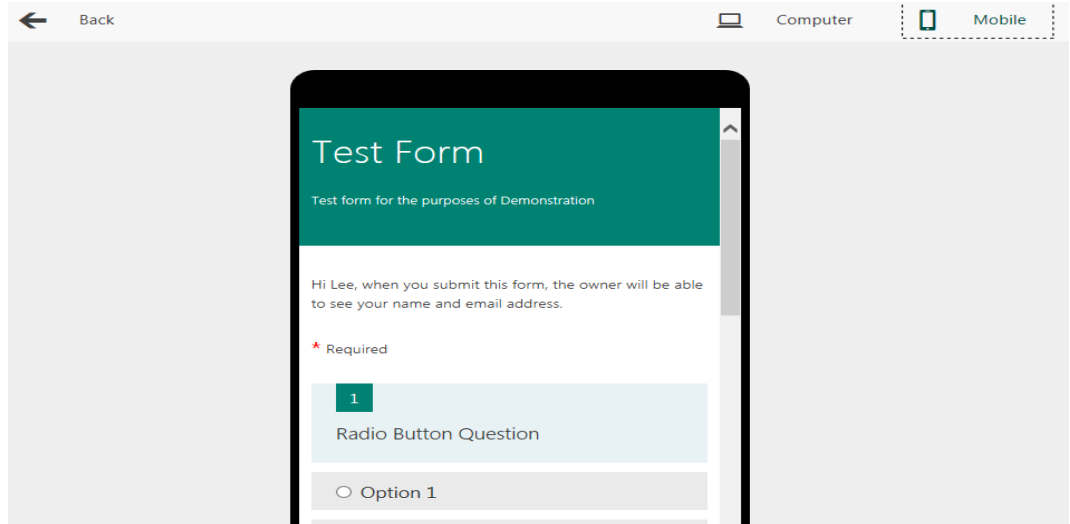 Back
Computer
Mobile
Test Form
Test form for the purposes of Demonstration
Hi Lee, when you submit this form, the owner will be able
to see your name and email address.
* Required
1
Radio Button Question
Option 1